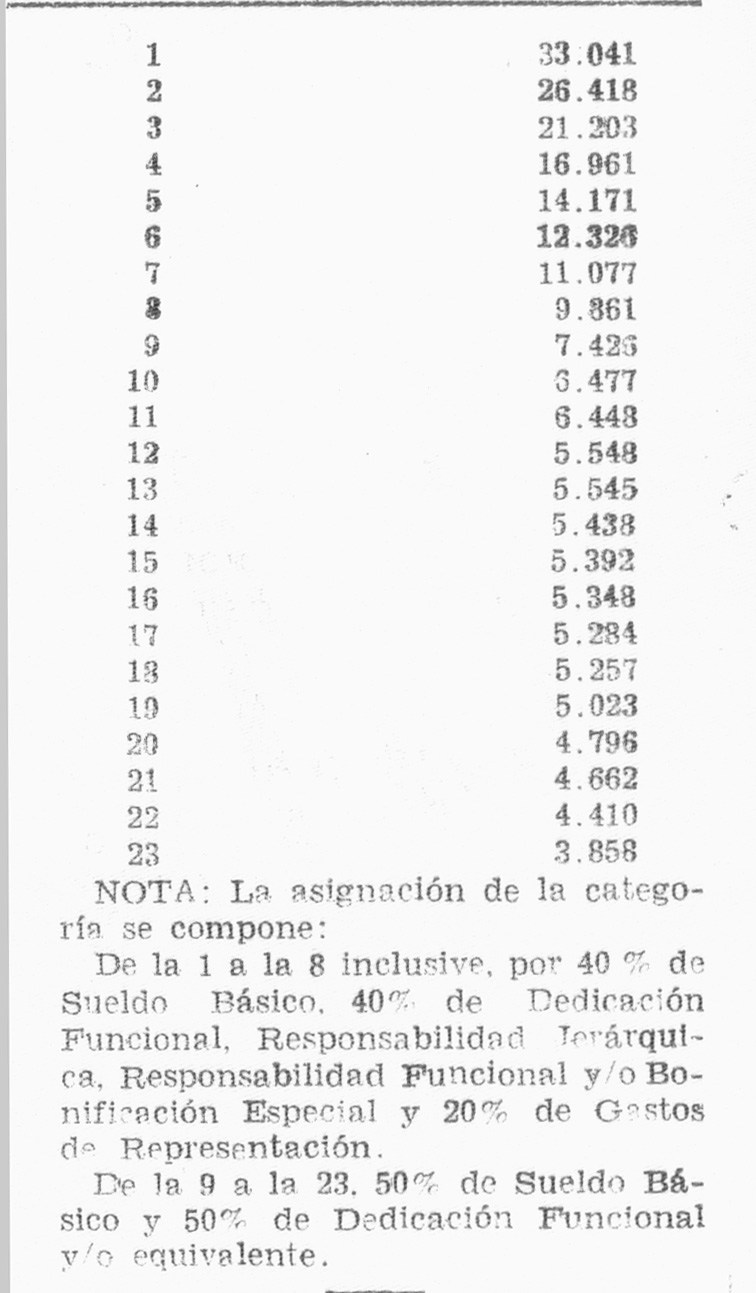 1 33.041
2 26.418
3 21.203
4 16.961
5 14.171
6 12.326
7 11.077
8 9.861
9 7.426
10 6.477
11 6.448
12 5.548
13 5.545
14 5.438
15 5.392
16 5.348
17 5.284
18 5.257
19 5.023
20 4.796
21 4.662
22 4.410
23 3.858
NOTA: La asignación de la catego-
ría se compone:
De la 1 a la 8 inclusive, por 40 % de
Sueldo Básico, 40% de Dedicación
Funcional, Responsabilidad Jerárqui-
ca, Responsabilidad Funcional y/o Bo-
nificación Especial y 20% de Gastos
de Representación.
De la 9 a la 23, 50% de Sueldo Bá-
sico y 50% de Dedicación Funcional
y/o equivalente.